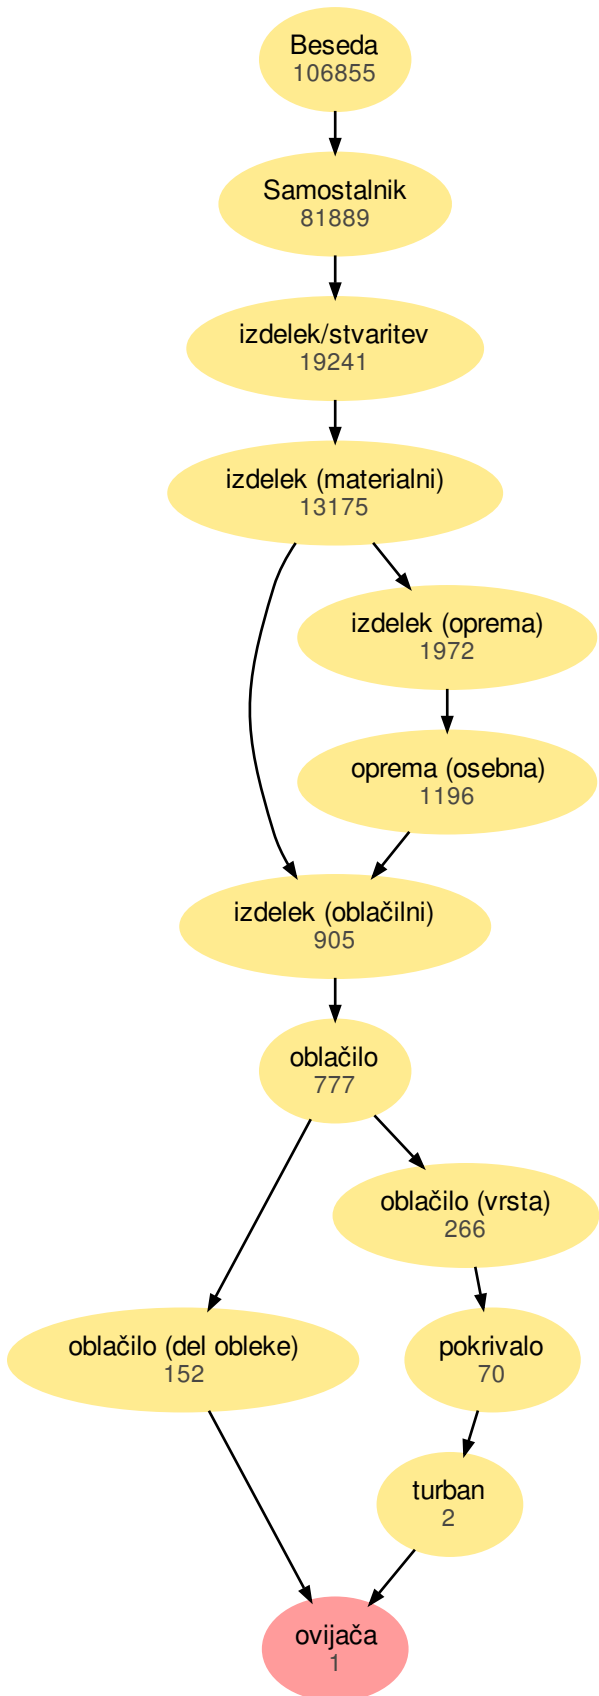 Beseda
106855
Samostalnik
81889
izdelek/stvaritev
19241
izdelek (materialni)
13175
izdelek (oprema)
1972
oprema (osebna)
1196
izdelek (oblačilni)
905
oblačilo
777
oblačilo (vrsta)
266
oblačilo (del obleke)
152
pokrivalo
70
turban
2
ovijača
1